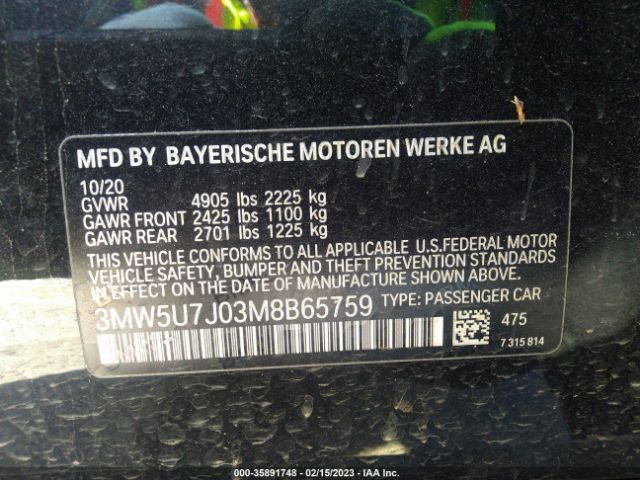 MFD BY BAYERISCHE MOTOREN WERKE AG
10/20
GVWR 4905 lbs 2225 kg
GAWR FRONT 2425 lbs 1100 kg
GAWR REAR 2701 lbs 1225 kg
THIS VEHICLE CONFORMS TO ALL APPLICABLE U.S.FEDERAL MOTOR
VEHICLE SAFETY, BUMPER AND THEFT PREVENTION STANDARDS
IN EFFECT ON THE DATE OF MANUFACTURE SHOWN ABOVE.
3MW5U7J03M8B65759 TYPE: PASSENGER CAR
475
7 315 814
000-35891748 - 02/15/2023 - IAA Inc.